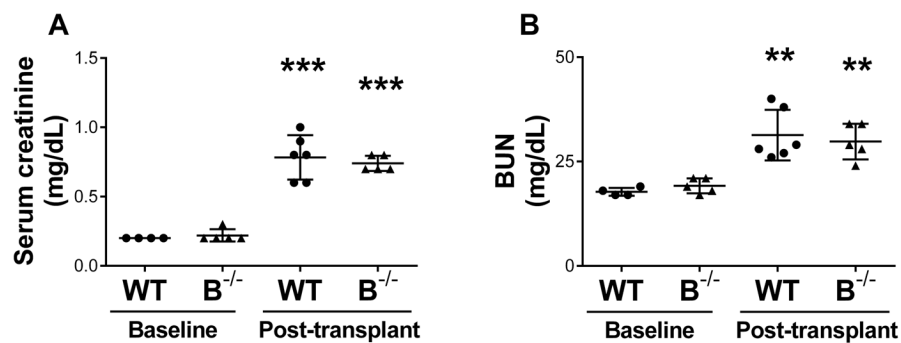 A
Serum creatinine
(mg/dL)
1.5
1.0
0.5
0.0
***
***
WT
B-/-
WT
B-/-
Baseline
Post-transplant
B
BUN
(mg/dL)
50
25
0
**
**
WT
B-/-
WT
B-/-
Baseline
Post-transplant